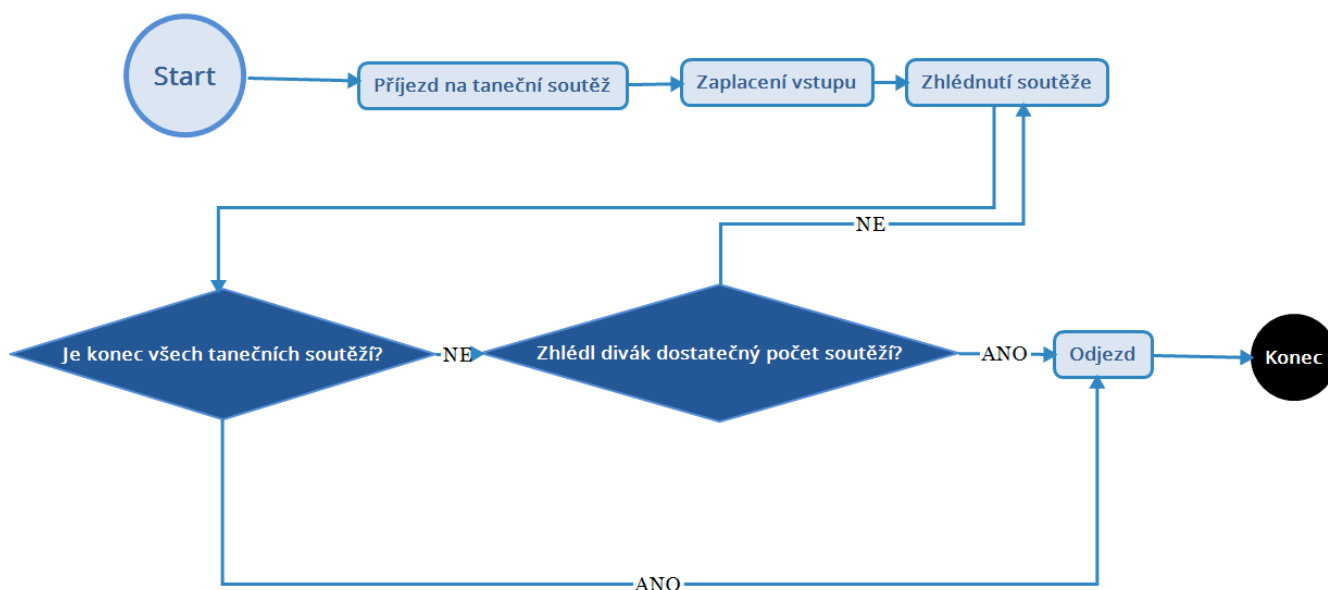 Start
Příjezd na taneční soutěž
Zaplacení vstupu
Zhlédnutí soutěže
NE
Je konec všech tanečních soutěží?
NE
Zhlédl divák dostatečný počet soutěží?
ANO
Odjezd
Konec
ANO